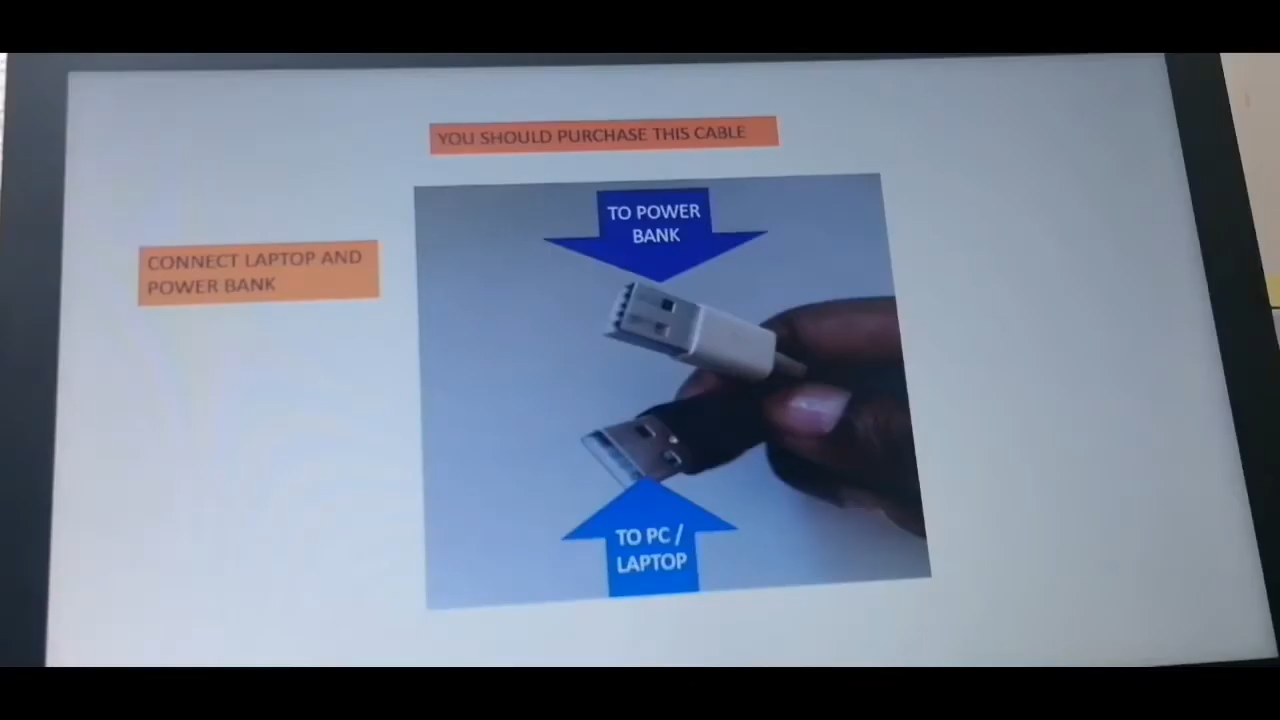 YOU SHOULD PURCHASE THIS CABLE
TO POWER
BANK
CONNECT LAPTOP AND
POWER BANK
TO PC /
LAPTOP